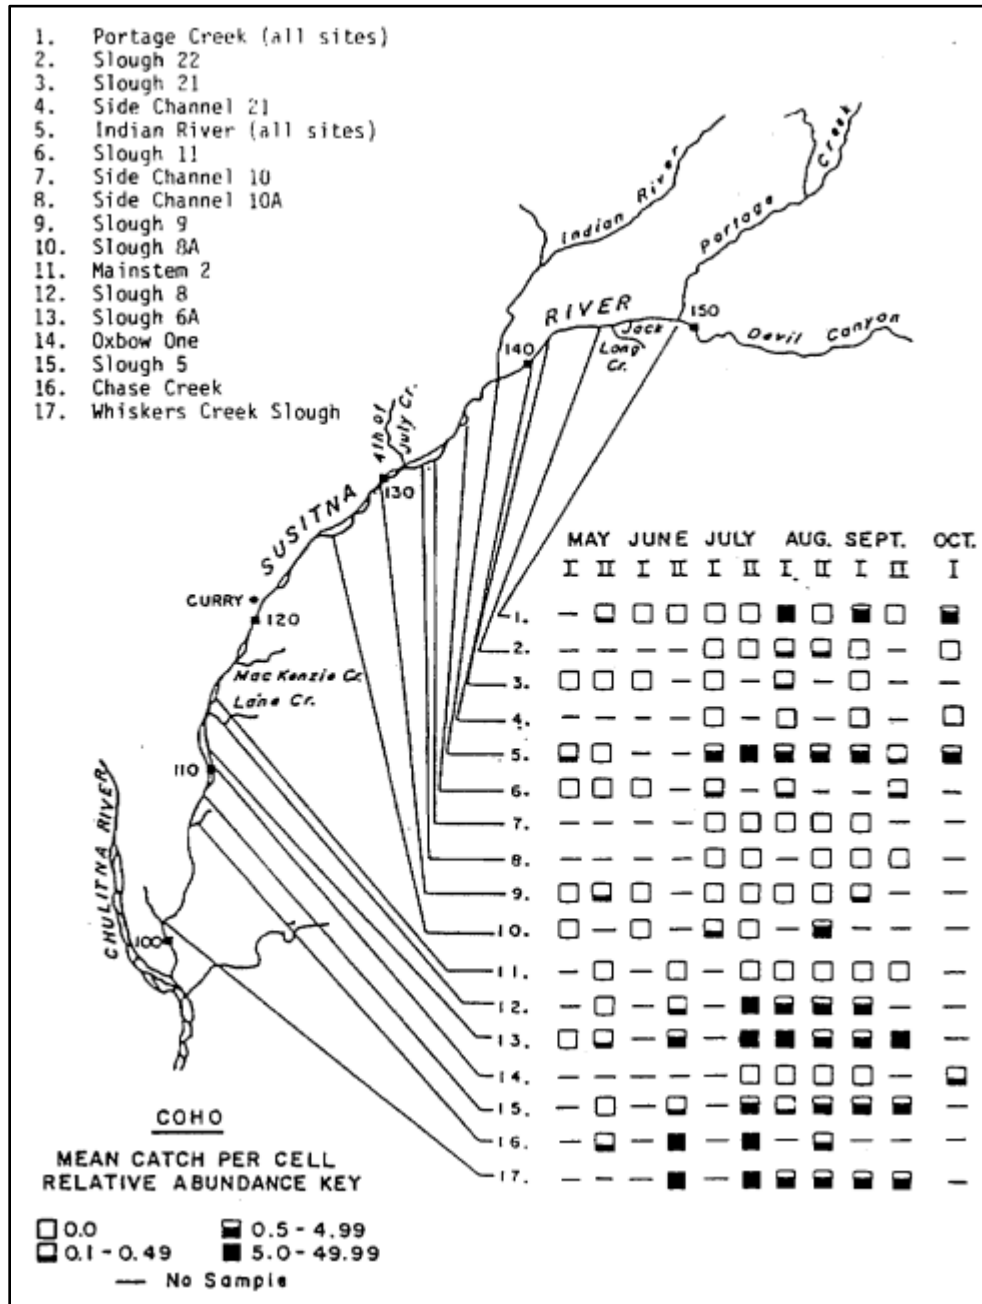 1. Portage Creek (all sites)
2. Slough 22
3. Slough 21
4. Side Channel 21
5. Indian River (all sites)
6. Slough 11
7. Side Channel 10
8. Side Channel 10A
9. Slough 9
10. Slough 8A
11. Mainstem 2
12. Slough 8
13. Slough 6A
14. Oxbow One
15. Slough 5
16. Chase Creek
17. Whiskers Creek Slough
Indian River
Portage Creek
RIVER
150
Jack
Long
Cr.
Devil Canyon
140
4th of
July Cr.
130
SUSITNA
CURRY
120
MacKenzie Cr.
Lane Cr.
110
CHULITNA RIVER
100
MAY JUNE JULY AUG. SEPT. OCT.
I II I II I II I II I II I
1.
2.
3.
4.
5.
6.
7.
8.
9.
10.
11.
12.
13.
14.
15.
16.
17.
COHO
MEAN CATCH PER CELL
RELATIVE ABUNDANCE KEY
0.0 0.5 - 4.99
0.1 - 0.49 5.0 - 49.99
— No Sample